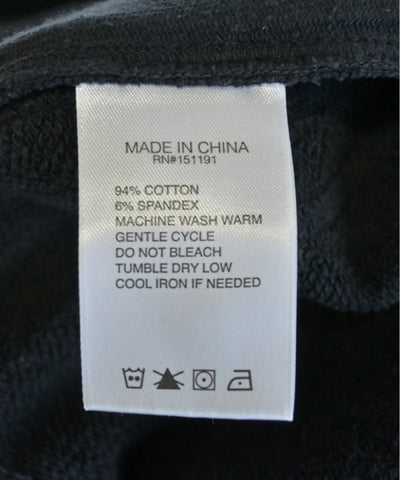 MADE IN CHINA
RN#151191
94% COTTON
6% SPANDEX
MACHINE WASH WARM
GENTLE CYCLE
DO NOT BLEACH
TUMBLE DRY LOW
COOL IRON IF NEEDED